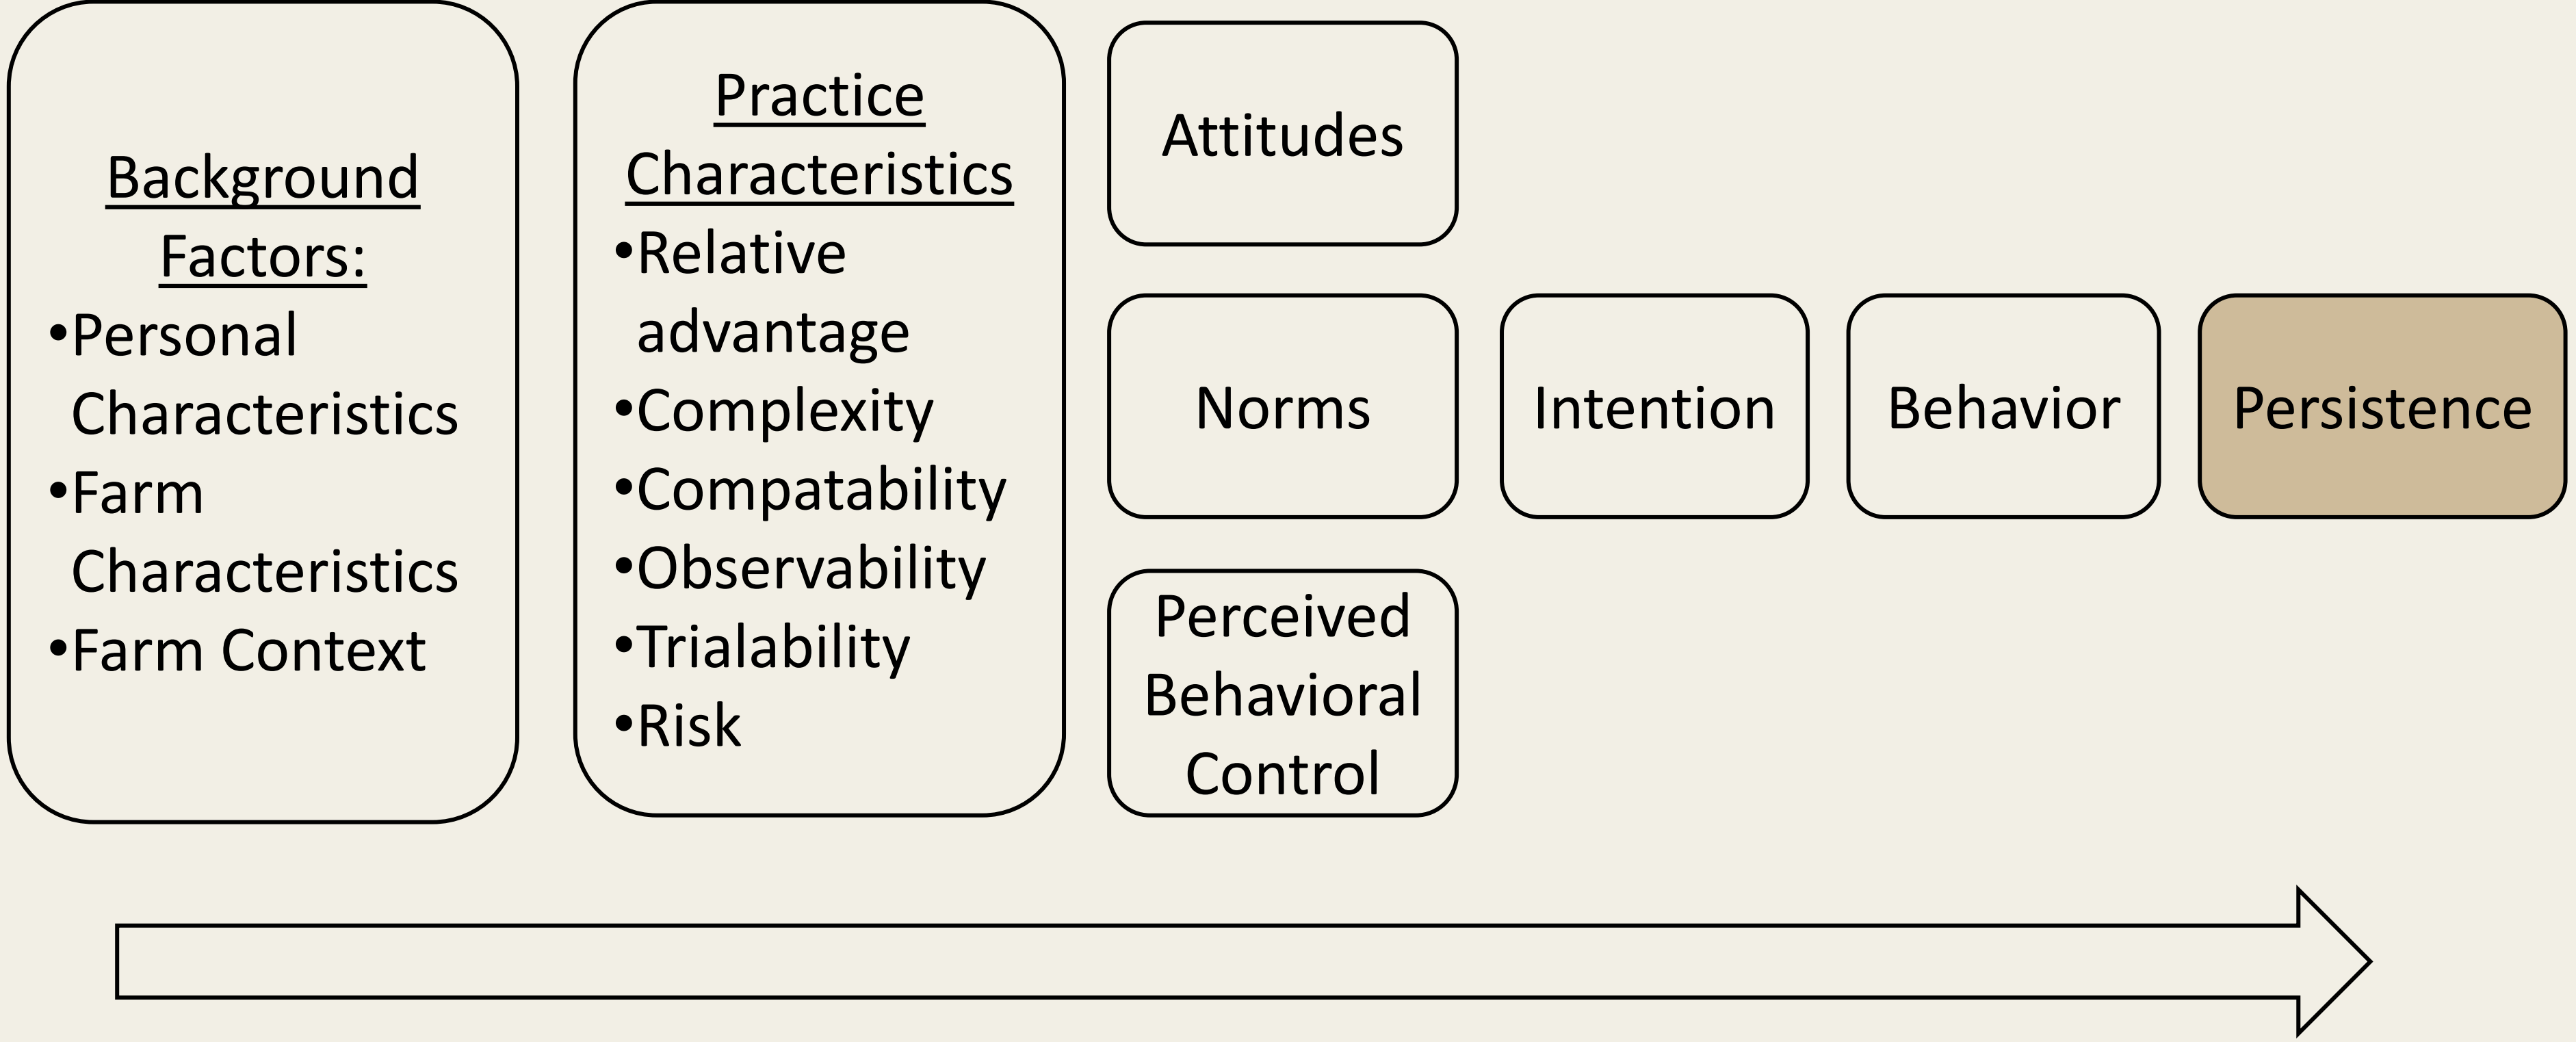 Background
Factors:
•Personal
Characteristics
•Farm
Characteristics
•Farm Context
Practice
Characteristics
•Relative
advantage
•Complexity
•Compatability
•Observability
•Trialability
•Risk
Attitudes
Norms
Perceived
Behavioral
Control
Intention
Behavior
Persistence